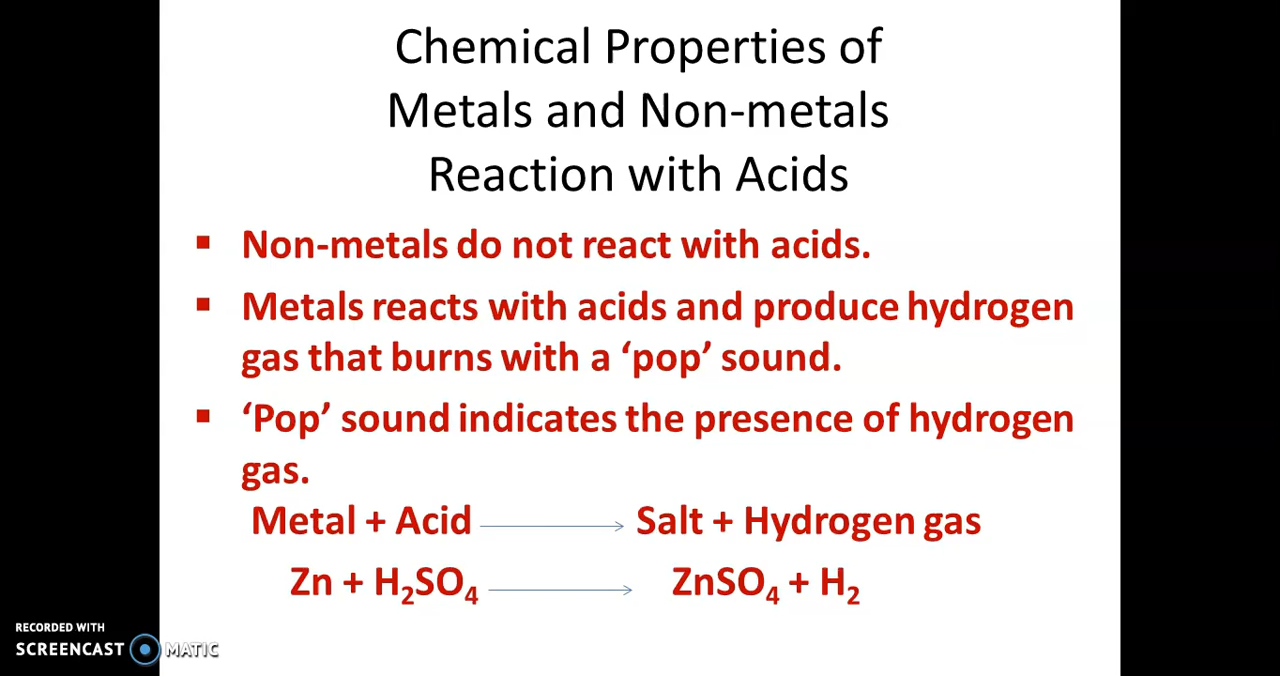 Chemical Properties of
Metals and Non-metals
Reaction with Acids
▪ Non-metals do not react with acids.
▪ Metals reacts with acids and produce hydrogen
gas that burns with a ‘pop’ sound.
▪ ‘Pop’ sound indicates the presence of hydrogen
gas.
Metal + Acid ⟶ Salt + Hydrogen gas
Zn + H₂SO₄ ⟶ ZnSO₄ + H₂
RECORDED WITH
SCREENCAST MATIC